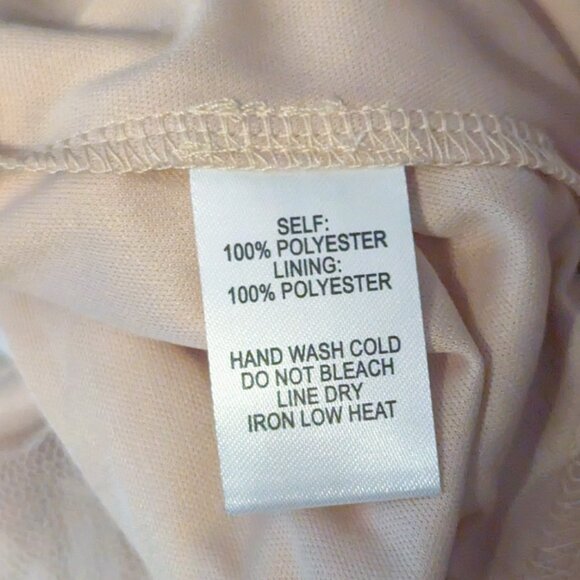 SELF:
100% POLYESTER
LINING:
100% POLYESTER
HAND WASH COLD
DO NOT BLEACH
LINE DRY
IRON LOW HEAT